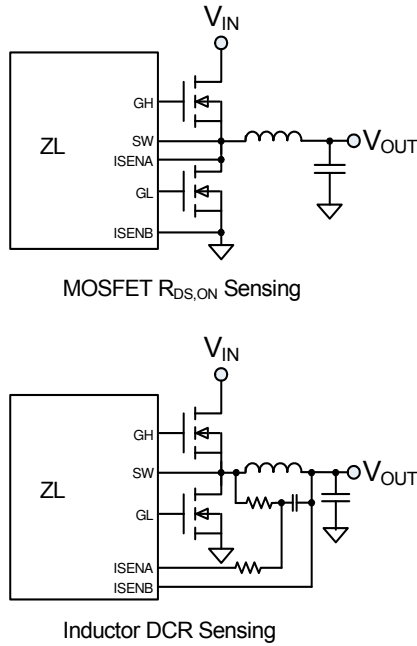 VIN
GH
SW
ZL
ISENA
GL
ISENB
VOUT
MOSFET RDS,ON Sensing
VIN
GH
SW
ZL
GL
ISENA
ISENB
VOUT
Inductor DCR Sensing